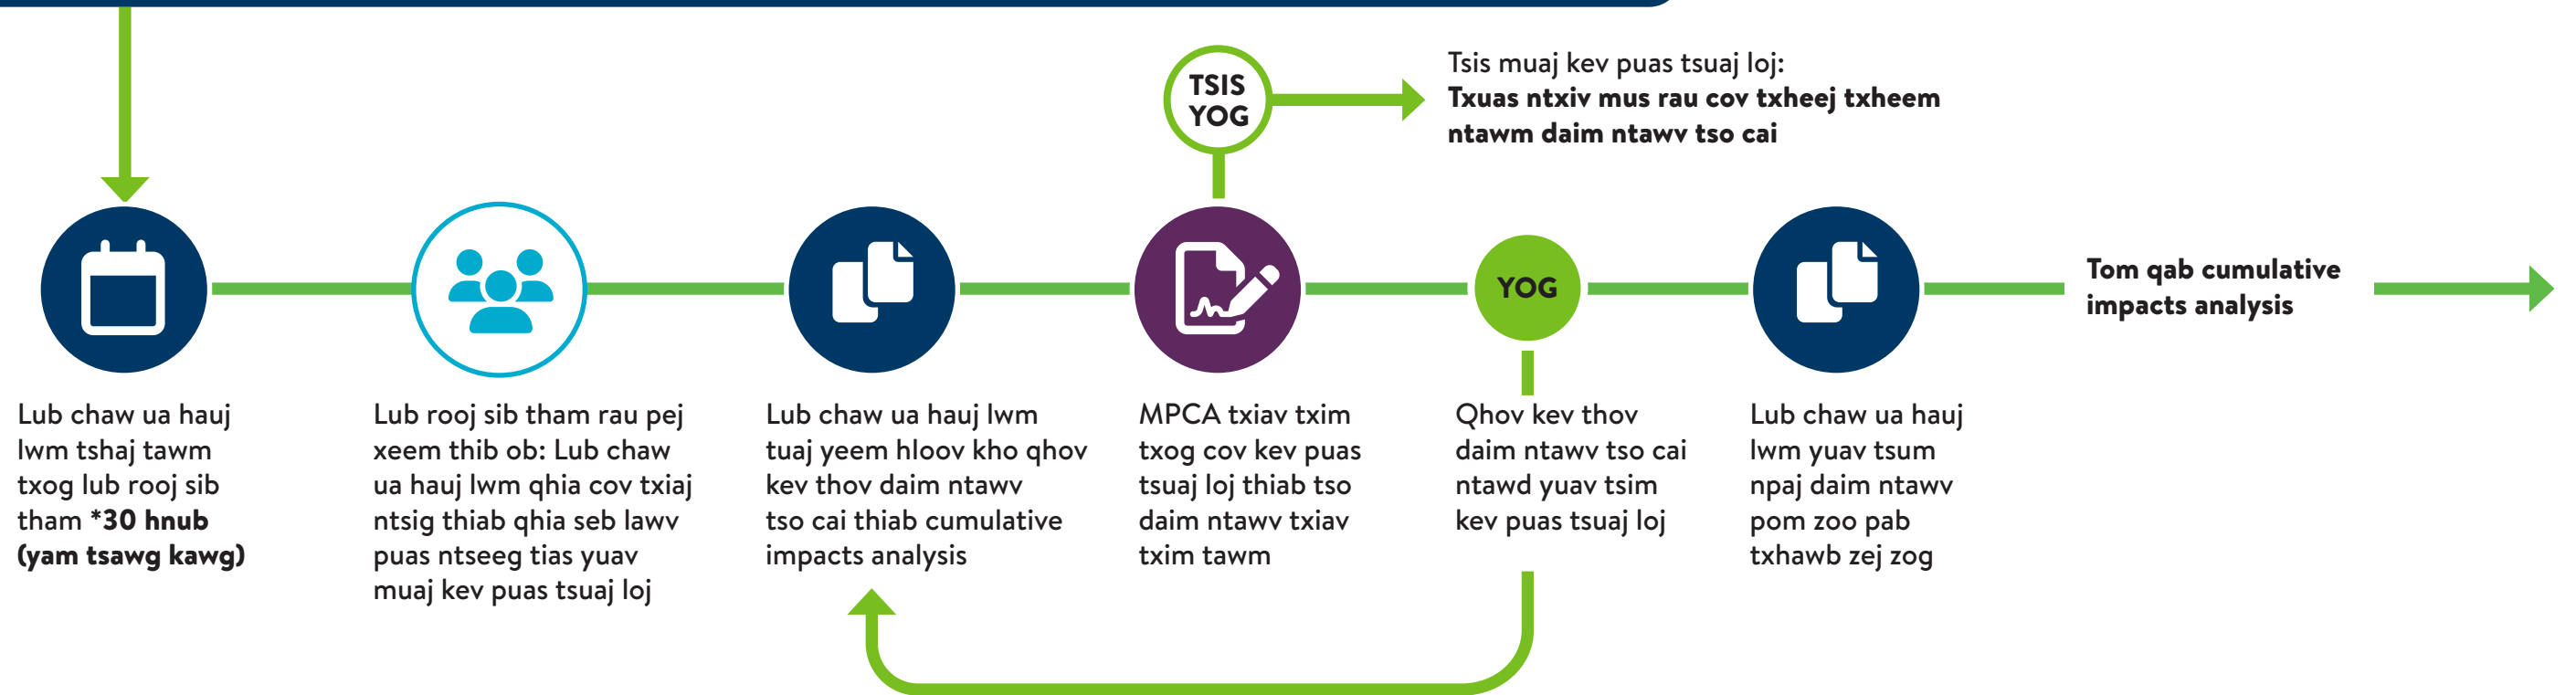 TSIS
YOG
Tsis muaj kev puas tsuaj loj:
Txuas ntxiv mus rau cov txheej txheem
ntawm daim ntawv tso cai
Lub chaw ua hauj
lwm tshaj tawm
txog lub rooj sib
tham *30 hnub
(yam tsawg kawg)
Lub rooj sib tham rau pej
xeem thib ob: Lub chaw
ua hauj lwm qhia cov txiaj
ntsig thiab qhia seb lawv
puas ntseeg tias yuav
muaj kev puas tsuaj loj
Lub chaw ua hauj lwm
tuaj yeem hloov kho qhov
kev thov daim ntawv
tso cai thiab cumulative
impacts analysis
MPCA txiav txim
txog cov kev puas
tsuaj loj thiab tso
daim ntawv txiav
txim tawm
YOG
Qhov kev thov
daim ntawv tso cai
ntawd yuav tsim
kev puas tsuaj loj
Lub chaw ua hauj
lwm yuav tsum
npaj daim ntawv
pom zoo pab
txhawb zej zog
Tom qab cumulative
impacts analysis